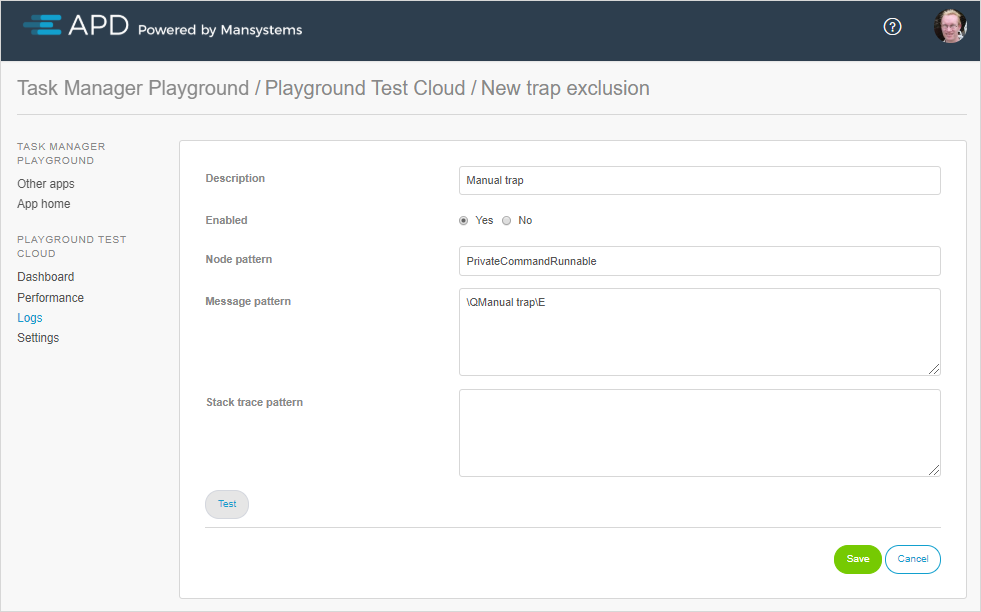 APD Powered by Mansystems
?
Task Manager Playground / Playground Test Cloud / New trap exclusion
TASK MANAGER
PLAYGROUND
Other apps
App home
PLAYGROUND TEST
CLOUD
Dashboard
Performance
Logs
Settings
Description
Manual trap
Enabled
Yes No
Node pattern
PrivateCommandRunnable
Message pattern
\QManual trap\E
Stack trace pattern
Test
Save Cancel